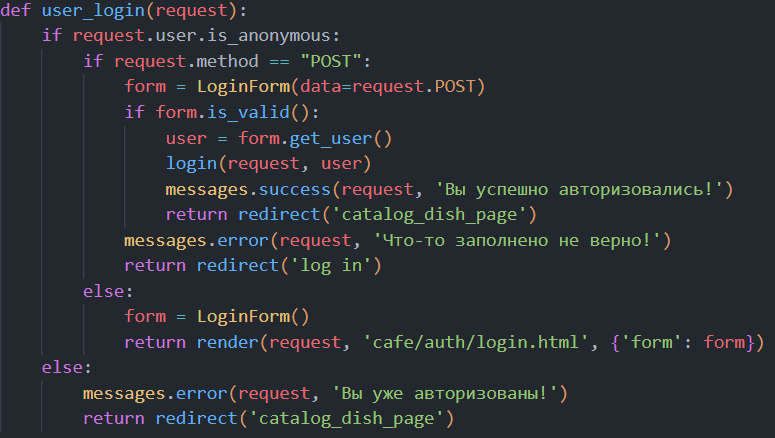 def user_login(request):
    if request.user.is_anonymous:
        if request.method == "POST":
            form = LoginForm(data=request.POST)
            if form.is_valid():
                user = form.get_user()
                login(request, user)
                messages.success(request, 'Вы успешно авторизовались!')
                return redirect('catalog_dish_page')
            messages.error(request, 'Что-то заполнено не верно!')
            return redirect('log in')
        else:
            form = LoginForm()
            return render(request, 'cafe/auth/login.html', {'form': form})
    else:
        messages.error(request, 'Вы уже авторизованы!')
        return redirect('catalog_dish_page')